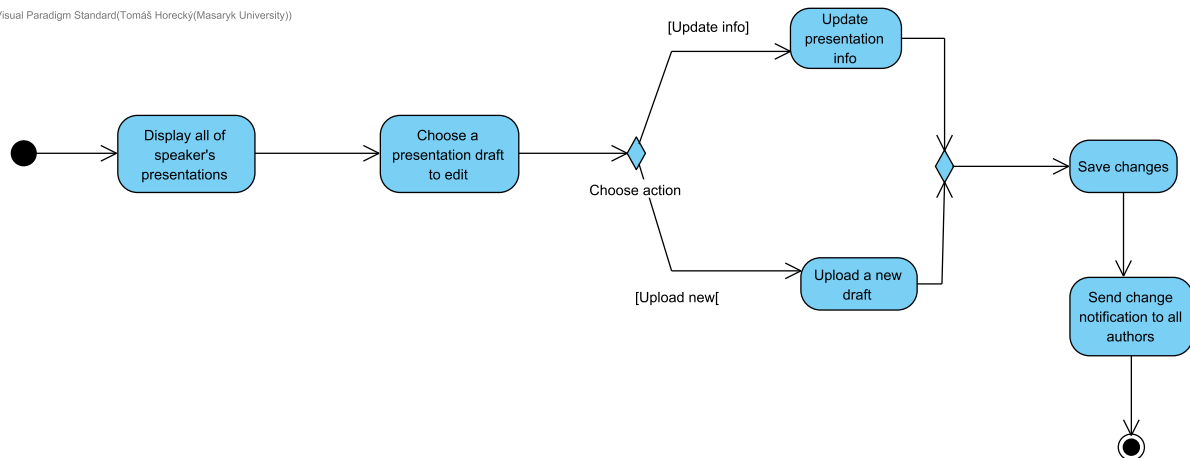 Visual Paradigm Standard(Tomáš Horecký(Masaryk University))
[Update info]
Update
presentation
info
Display all of
speaker's
presentations
Choose a
presentation draft
to edit
Choose action
Save changes
Upload a new
draft
[Upload new[
Send change
notification to all
authors